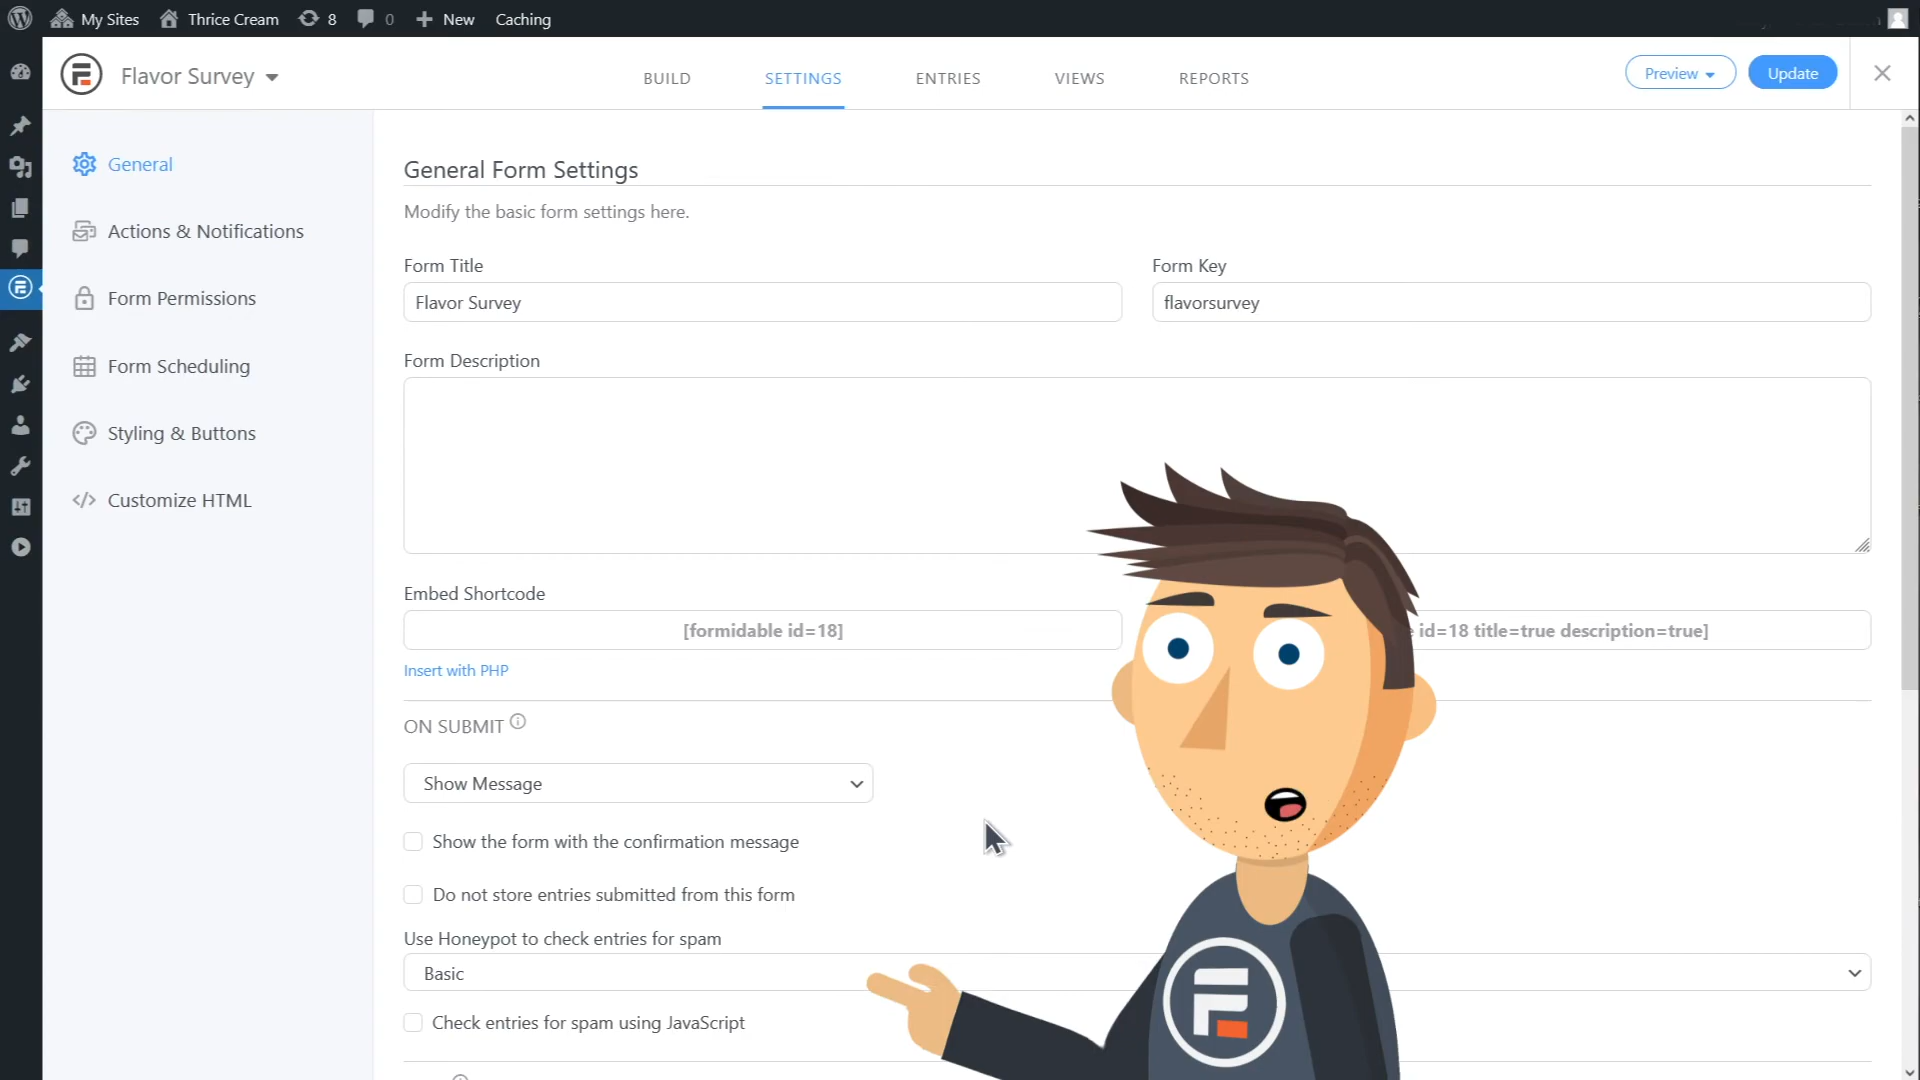 My Sites
Thrice Cream
8
0
New
Caching
Flavor Survey
BUILD
SETTINGS
ENTRIES
VIEWS
REPORTS
Preview
Update
General
Actions & Notifications
Form Permissions
Form Scheduling
Styling & Buttons
Customize HTML
General Form Settings
Modify the basic form settings here.
Form Title
Form Key
Flavor Survey
flavorsurvey
Form Description
Embed Shortcode
[formidable id=18]
id=18 title=true description=true]
Insert with PHP
ON SUBMIT
Show Message
Show the form with the confirmation message
Do not store entries submitted from this form
Use Honeypot to check entries for spam
Basic
Check entries for spam using JavaScript